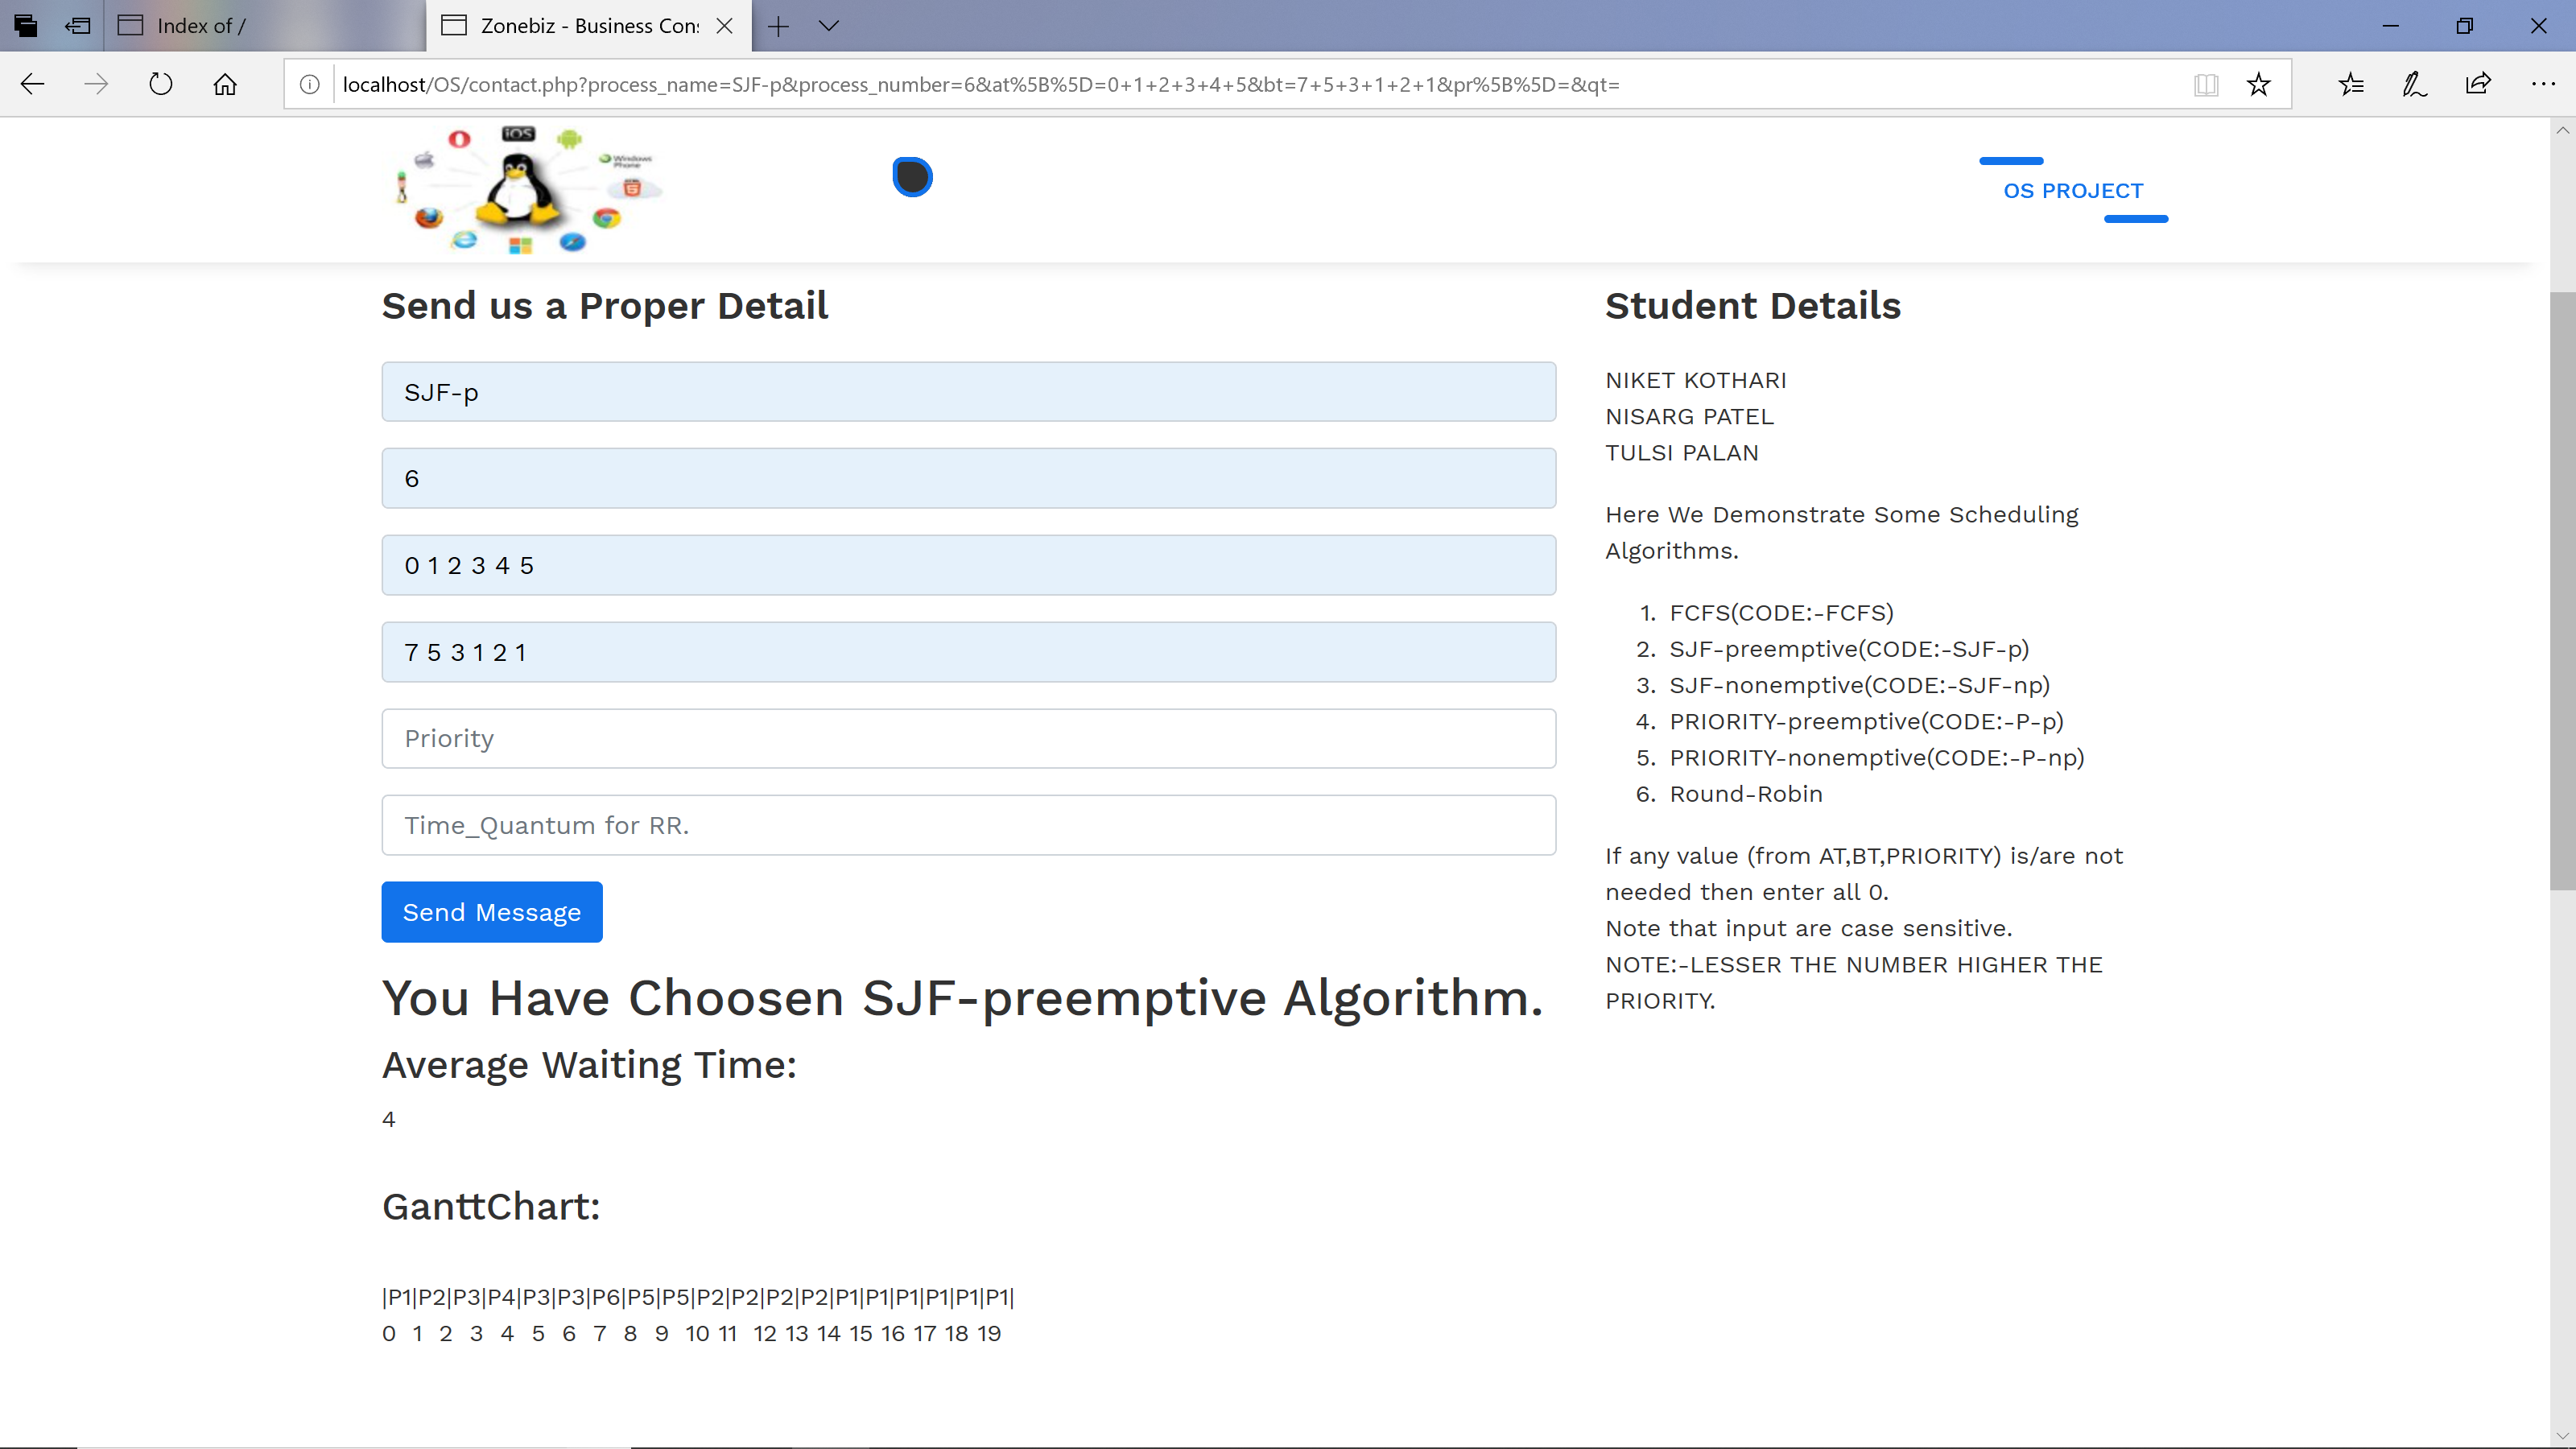 Index of /
Zonebiz - Business Con
localhost/OS/contact.php?process_name=SJF-p&process_number=6&at%5B%5D=0+1+2+3+4+5&bt=7+5+3+1+2+1&pr%5B%5D=&qt=
iOS
Windows Phone
OS PROJECT
Send us a Proper Detail
SJF-p
6
0 1 2 3 4 5
7 5 3 1 2 1
Priority
Time_Quantum for RR.
Send Message
You Have Choosen SJF-preemptive Algorithm.
Average Waiting Time:
4
GanttChart:
|P1|P2|P3|P4|P3|P3|P6|P5|P5|P2|P2|P2|P2|P1|P1|P1|P1|P1|P1|
0 1 2 3 4 5 6 7 8 9 10 11 12 13 14 15 16 17 18 19
Student Details
NIKET KOTHARI
NISARG PATEL
TULSI PALAN
Here We Demonstrate Some Scheduling
Algorithms.
1. FCFS(CODE:-FCFS)
2. SJF-preemptive(CODE:-SJF-p)
3. SJF-nonemptive(CODE:-SJF-np)
4. PRIORITY-preemptive(CODE:-P-p)
5. PRIORITY-nonemptive(CODE:-P-np)
6. Round-Robin
If any value (from AT,BT,PRIORITY) is/are not
needed then enter all 0.
Note that input are case sensitive.
NOTE:-LESSER THE NUMBER HIGHER THE
PRIORITY.